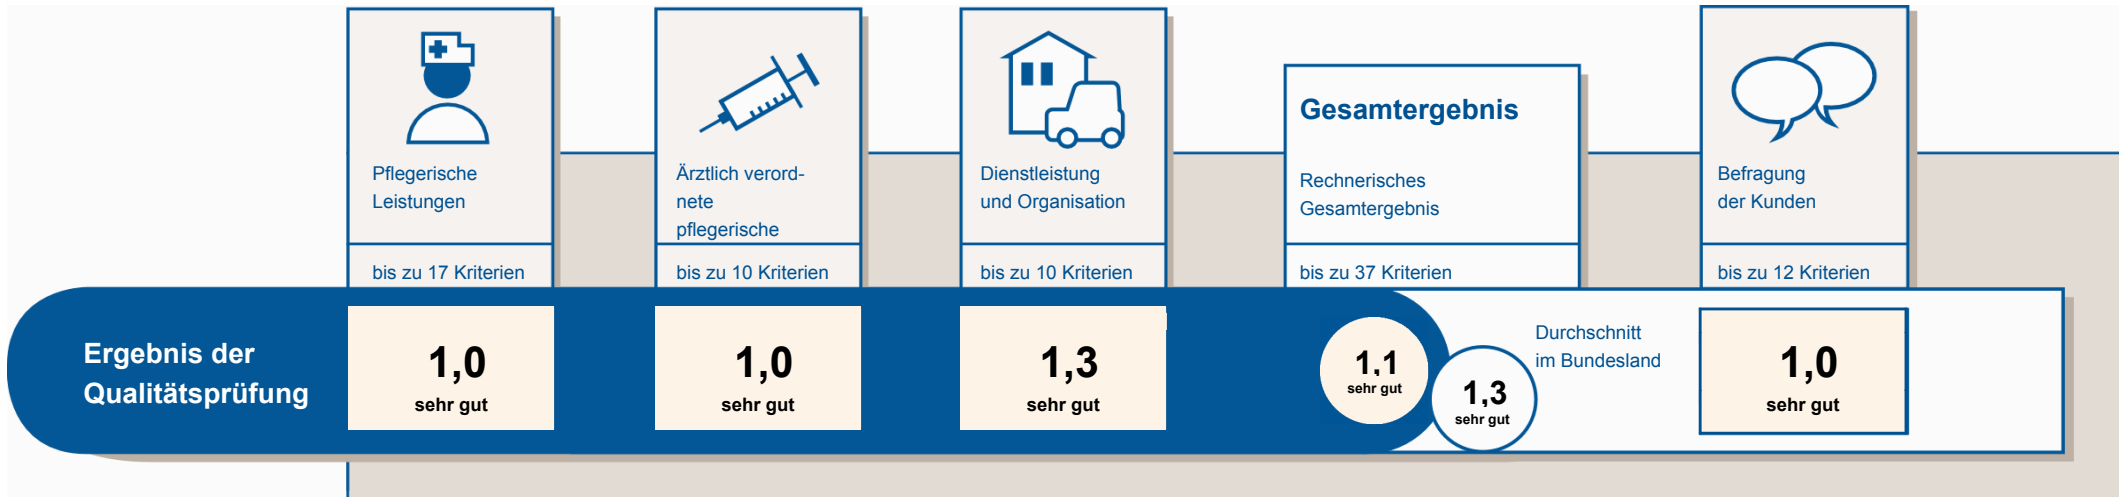 Pflegerische
Leistungen
bis zu 17 Kriterien
Ärztlich verord-
nete
pflegerische
bis zu 10 Kriterien
Dienstleistung
und Organisation
bis zu 10 Kriterien
Gesamtergebnis
Rechnerisches
Gesamtergebnis
bis zu 37 Kriterien
Befragung
der Kunden
bis zu 12 Kriterien
Ergebnis der
Qualitätsprüfung
1,0
sehr gut
1,0
sehr gut
1,3
sehr gut
1,1
sehr gut
1,3
sehr gut
Durchschnitt
im Bundesland
1,0
sehr gut